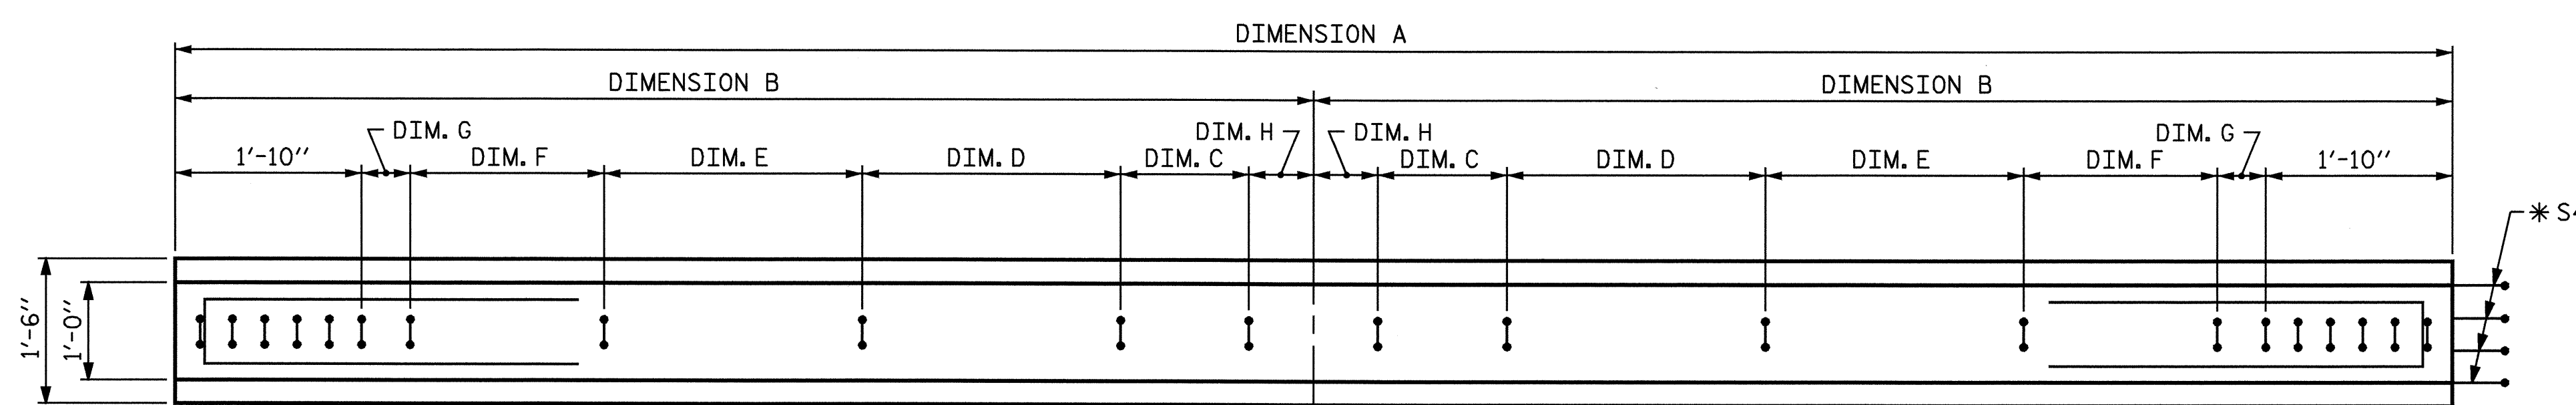 DIMENSION A
DIMENSION B DIMENSION B
DIM. G DIM. H DIM. H DIM. G
1'-10" DIM. F DIM. E DIM. D DIM. C DIM. C DIM. D DIM. E DIM. F 1'-10"
* S4
1'-6"
1'-0"